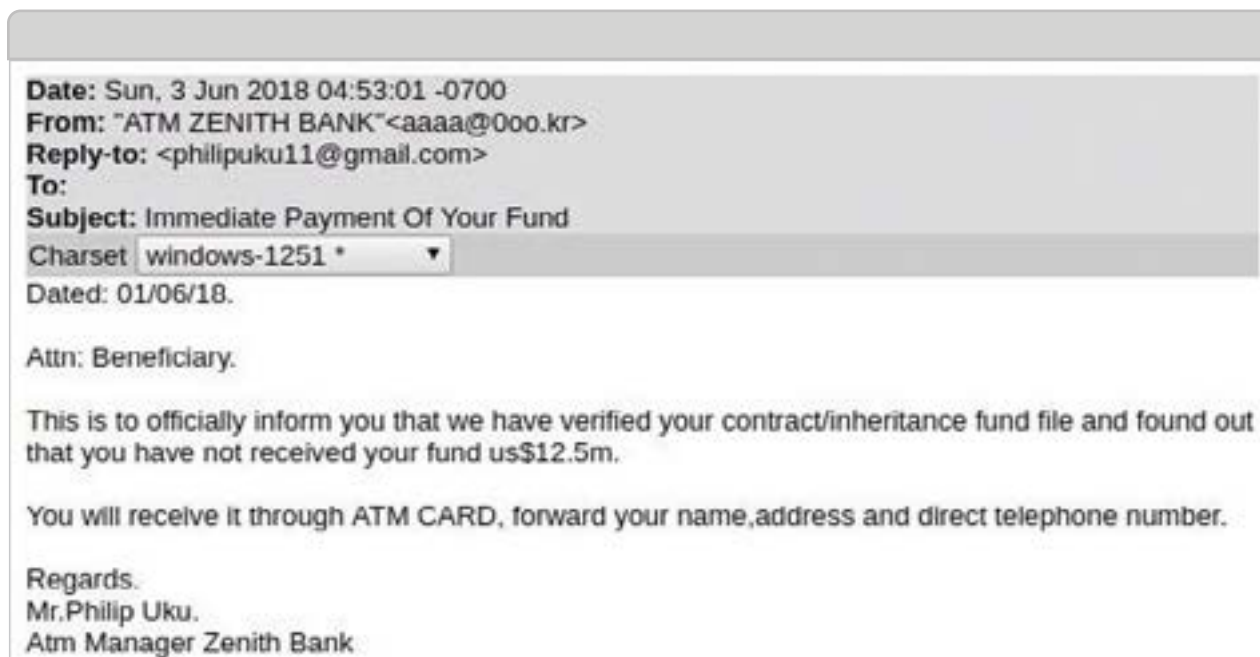 Date: Sun, 3 Jun 2018 04:53:01 -0700
From: "ATM ZENITH BANK"<aaaa@0oo.kr>
Reply-to: <philipuku11@gmail.com>
To:
Subject: Immediate Payment Of Your Fund
Charset windows-1251 * ▼
Dated: 01/06/18.
Attn: Beneficiary.
This is to officially inform you that we have verified your contract/inheritance fund file and found out
that you have not received your fund us$12.5m.
You will receive it through ATM CARD, forward your name,address and direct telephone number.
Regards.
Mr.Philip Uku.
Atm Manager Zenith Bank